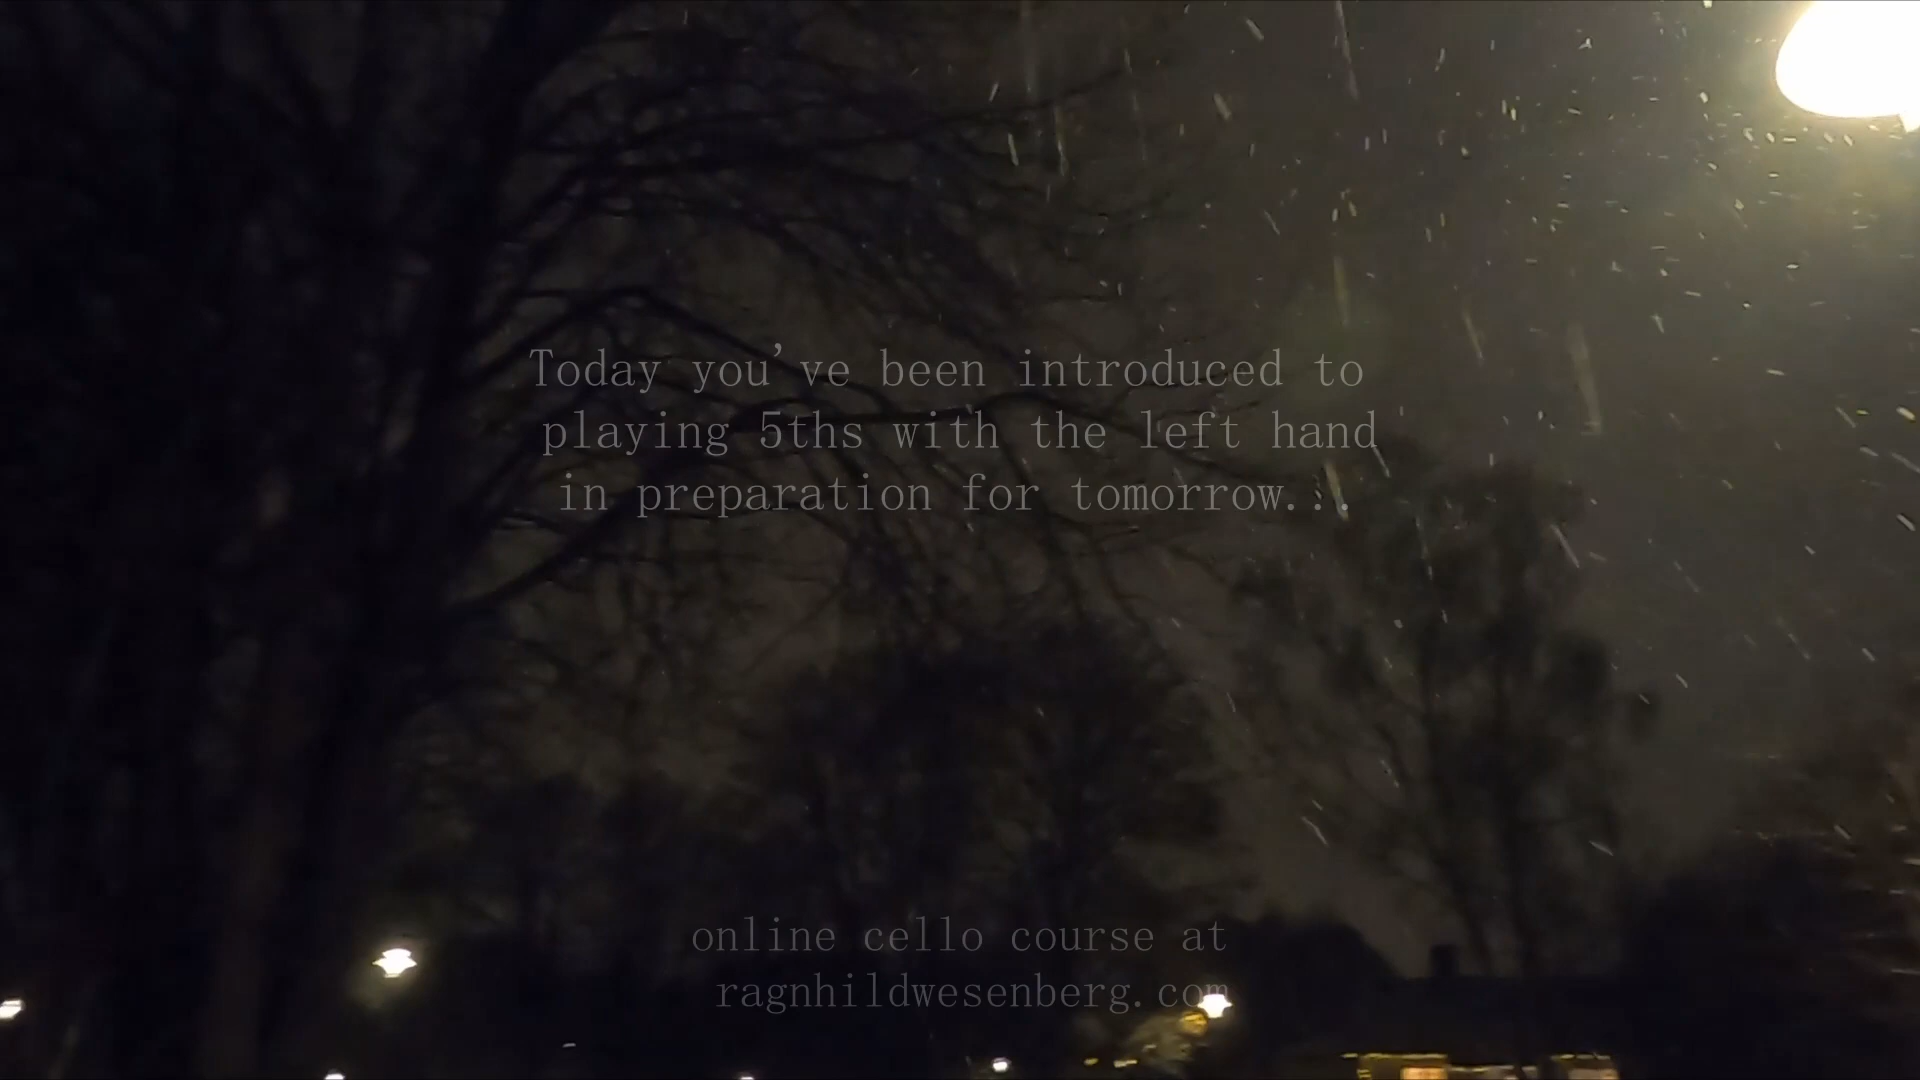 Today you've been introduced to
playing 5ths with the left hand
in preparation for tomorrow...
online cello course at
ragnhildwesenberg.com